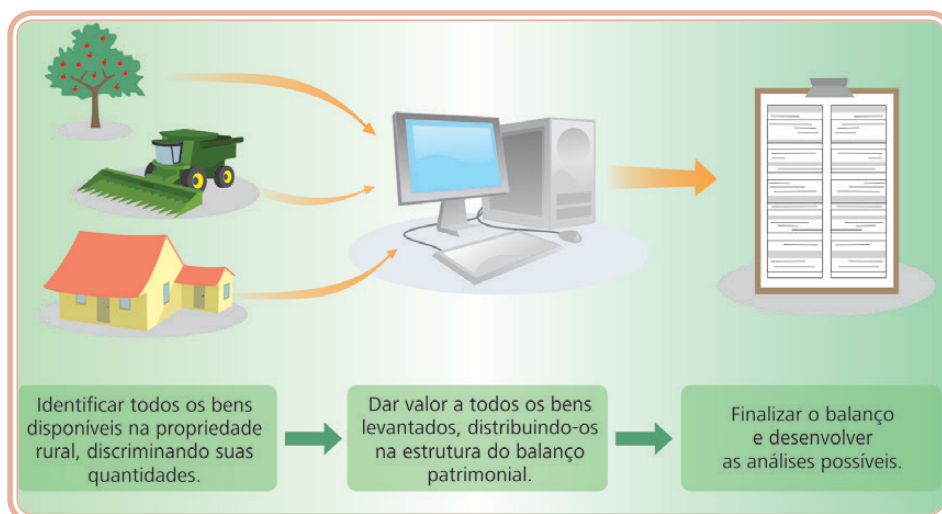 Identificar todos os bens
disponíveis na propriedade
rural, discriminando suas
quantidades.
Dar valor a todos os bens
levantados, distribuindo-os
na estrutura do balanço
patrimonial.
Finalizar o balanço
e desenvolver
as análises possíveis.